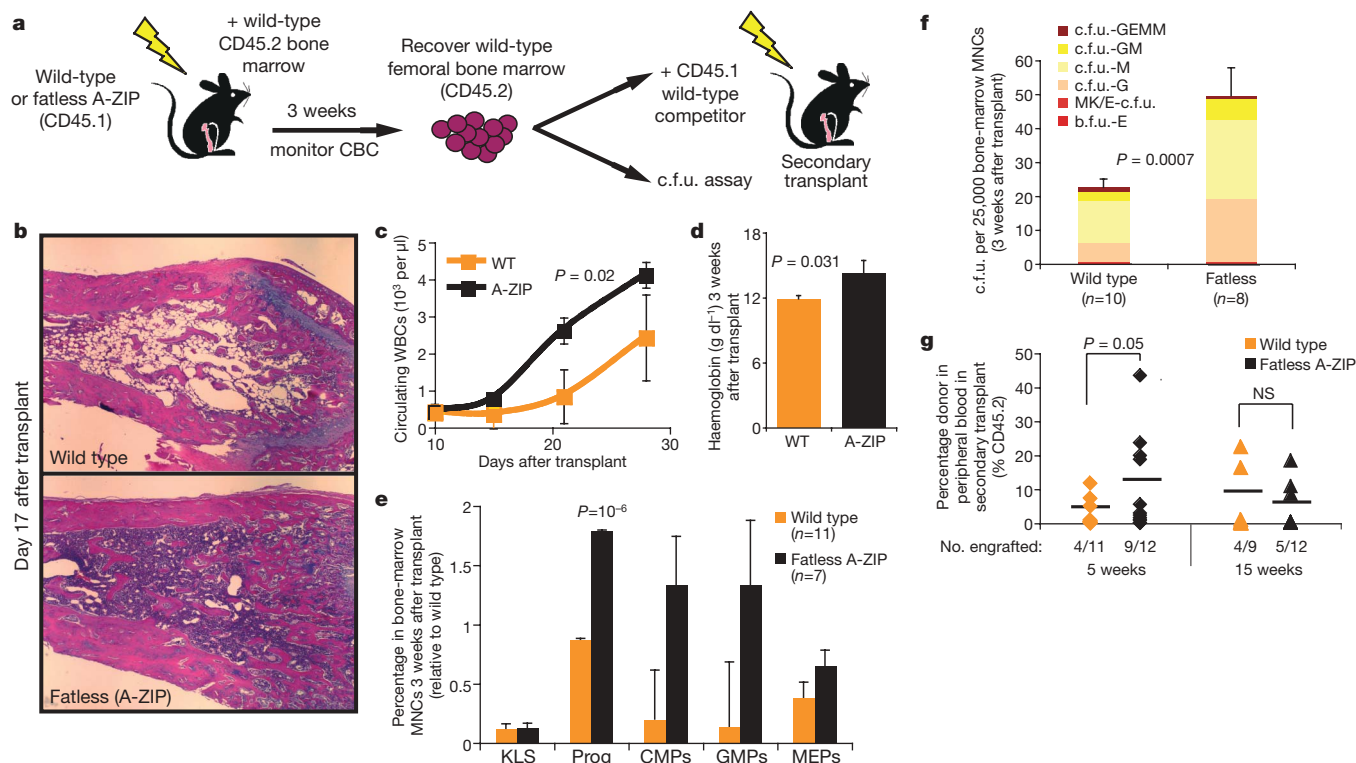 a
Wild-type
or fatless A-ZIP
(CD45.1)
+ wild-type
CD45.2 bone
marrow
3 weeks
monitor CBC
Recover wild-type
femoral bone marrow
(CD45.2)
+ CD45.1
wild-type
competitor
c.f.u. assay
Secondary
transplant
b
Day 17 after transplant
Wild type
Fatless (A-ZIP)
c
Circulating WBCs (10³ per µl)
5
4
3
2
1
0
WT
A-ZIP
P = 0.02
10
20
30
Days after transplant
d
Haemoglobin (g dl⁻¹) 3 weeks
after transplant
18
12
6
0
P = 0.031
WT
A-ZIP
e
Percentage in bone-marrow
MNCs 3 weeks after transplant
(relative to wild type)
2
1.5
1
0.5
0
P=10⁻⁶
Wild type
(n=11)
Fatless A-ZIP
(n=7)
KLS
Prog
CMPs
GMPs
MEPs
f
c.f.u.-GEMM
c.f.u.-GM
c.f.u.-M
c.f.u.-G
MK/E-c.f.u.
b.f.u.-E
c.f.u. per 25,000 bone-marrow MNCs
(3 weeks after transplant)
60
50
40
30
20
10
0
P = 0.0007
Wild type
(n=10)
Fatless
(n=8)
g
Percentage donor in
peripheral blood in
secondary transplant
(% CD45.2)
50
40
30
20
10
0
P = 0.05
NS
Wild type
Fatless A-ZIP
No. engrafted:
4/11
9/12
4/9
5/12
5 weeks
15 weeks